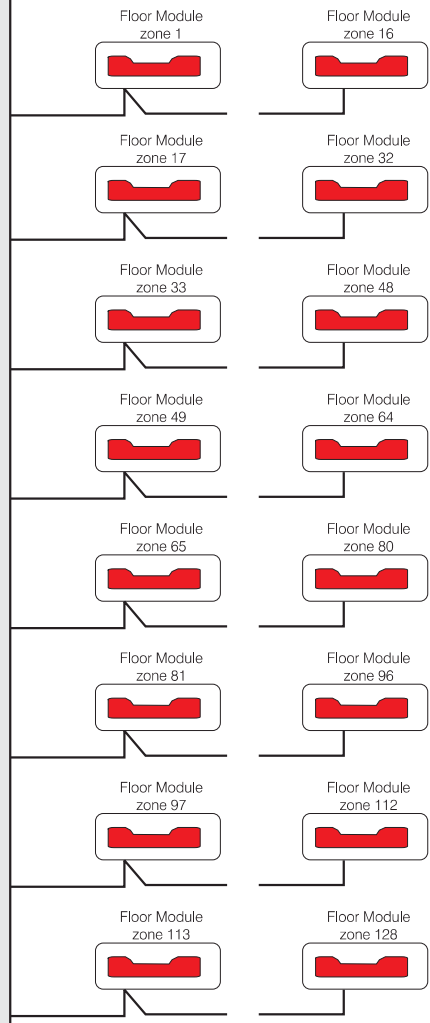 Floor Module
zone 1
Floor Module
zone 16
Floor Module
zone 17
Floor Module
zone 32
Floor Module
zone 33
Floor Module
zone 48
Floor Module
zone 49
Floor Module
zone 64
Floor Module
zone 65
Floor Module
zone 80
Floor Module
zone 81
Floor Module
zone 96
Floor Module
zone 97
Floor Module
zone 112
Floor Module
zone 113
Floor Module
zone 128